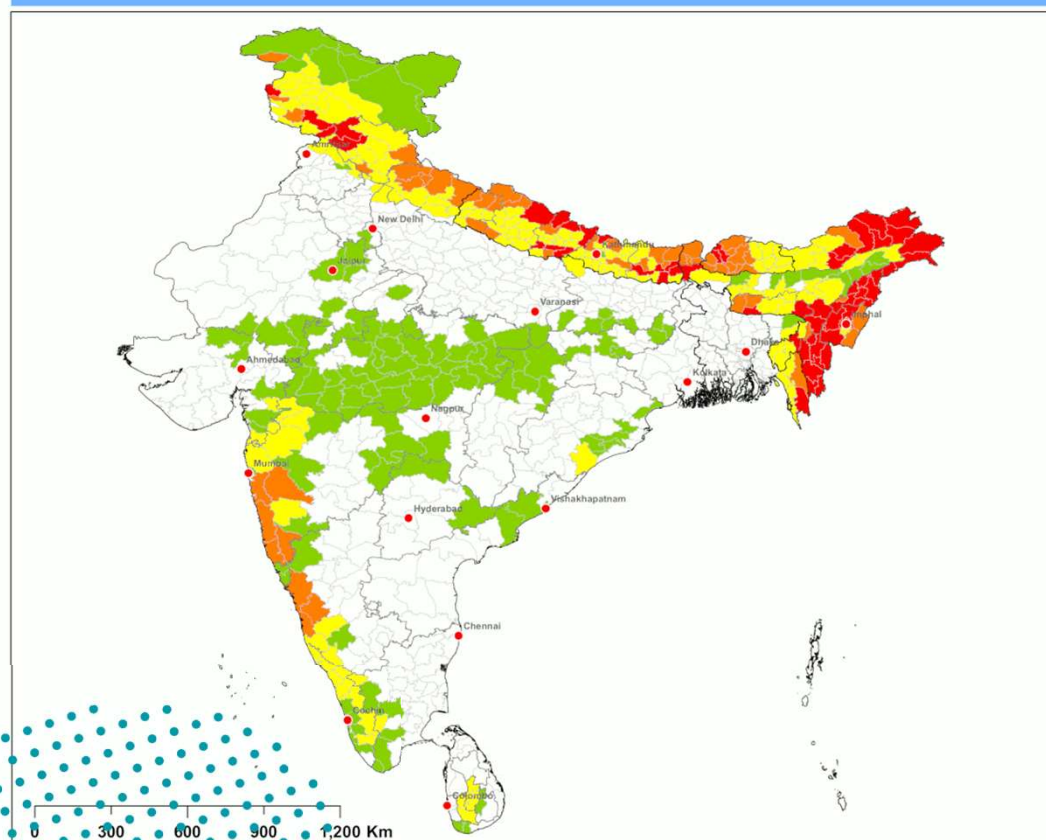 Amritsar
New Delhi
Jaipur
Kathmandu
Varanasi
Imphal
Dhaka
Ahmedabad
Kolkata
Nagpur
Mumbai
Vishakhapatnam
Hyderabad
Chennai
Cochin
Colombo
0 300 600 900 1,200 Km